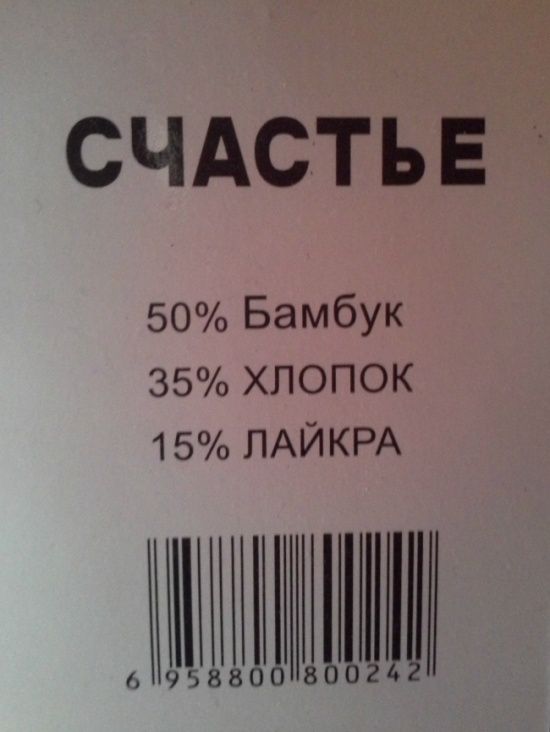 СЧАСТЬЕ
50% Бамбук
35% ХЛОПОК
15% ЛАЙКРА
6 958800 800242